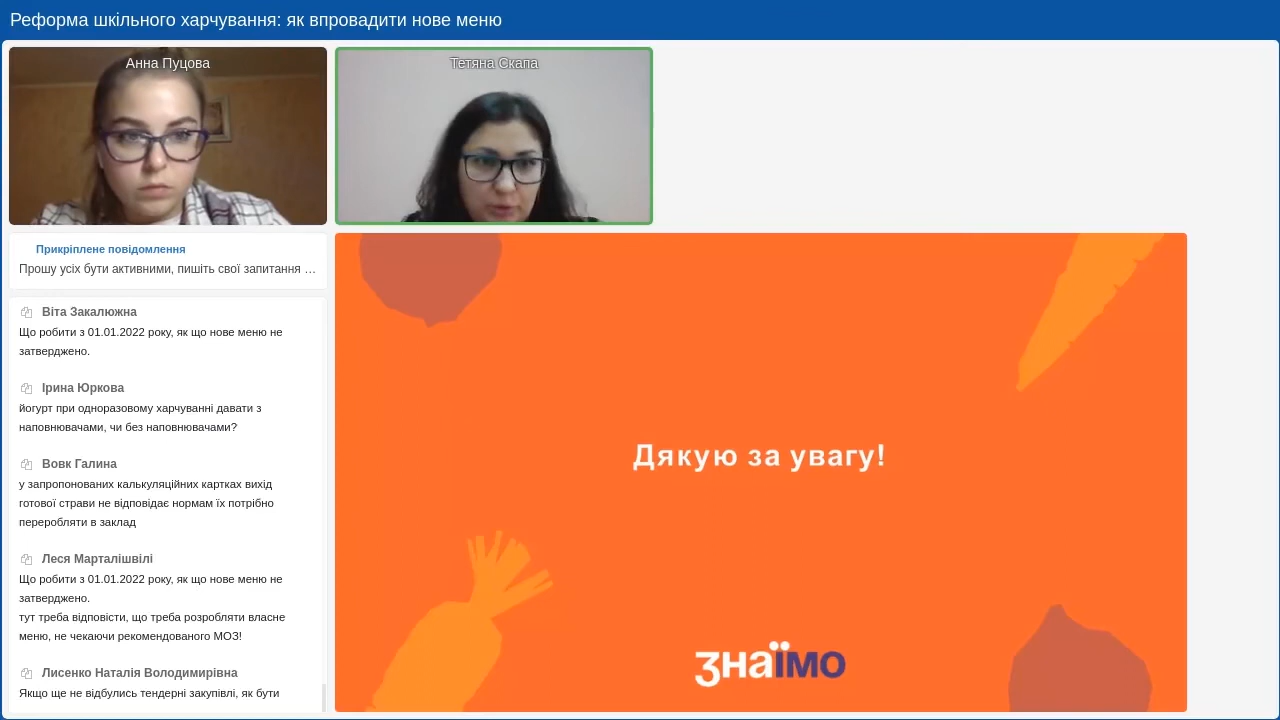 Реформа шкільного харчування: як впровадити нове меню
Анна Пуцова
Тетяна Скапа
Прикріплене повідомлення
Прошу усіх бути активними, пишіть свої запитання …
Віта Закалюжна
Що робити з 01.01.2022 року, як що нове меню не
затверджено.
Ірина Юркова
йогурт при одноразовому харчуванні давати з
наповнювачами, чи без наповнювачами?
Вовк Галина
у запропонованих калькуляційних картках вихід
готової страви не відповідає нормам їх потрібно
переробляти в заклад
Леся Марталішвілі
Що робити з 01.01.2022 року, як що нове меню не
затверджено.
тут треба відповісти, що треба розробляти власне
меню, не чекаючи рекомендованого МОЗ!
Лисенко Наталія Володимирівна
Якщо ще не відбулись тендерні закупівлі, як бути
Дякую за увагу!
знаїмо